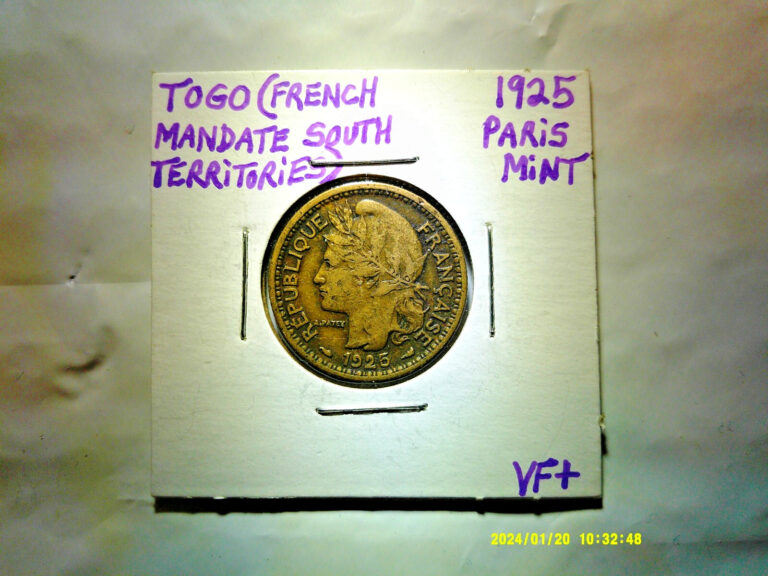 TOGO (FRENCH
MANDATE SOUTH
TERRITORIES)
1925
PARIS
MINT
REPUBLIQUE FRANÇAISE
A.PATEY
1925
VF+
2024/01/20 10:32:48